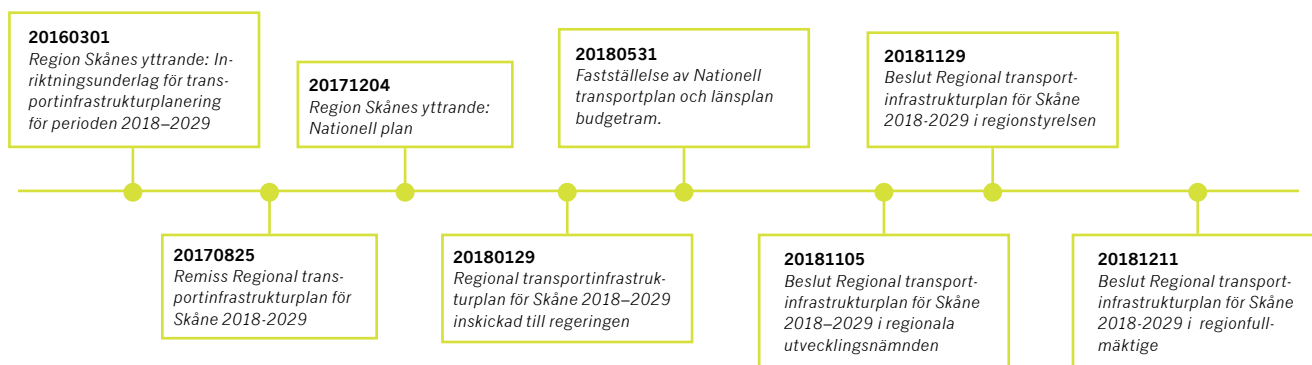 20160301
Region Skånes yttrande: In-
riktningsunderlag för trans-
portinfrastrukturplanering
för perioden 2018–2029
20170825
Remiss Regional trans-
portinfrastrukturplan för
Skåne 2018-2029
20171204
Region Skånes yttrande:
Nationell plan
20180129
Regional transportinfrastruk-
turplan för Skåne 2018–2029
inskickad till regeringen
20180531
Fastställelse av Nationell
transportplan och länsplan
budgetram.
20181105
Beslut Regional transport-
infrastrukturplan för Skåne
2018–2029 i regionala
utvecklingsnämnden
20181129
Beslut Regional transport-
infrastrukturplan för Skåne
2018-2029 i regionstyrelsen
20181211
Beslut Regional transport-
infrastrukturplan för Skåne
2018-2029 i regionfull-
mäktige